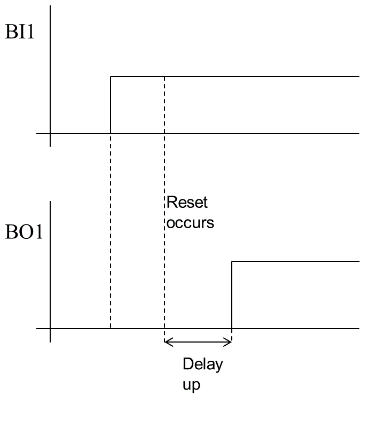 BI1
Reset
occurs
BO1
Delay
up